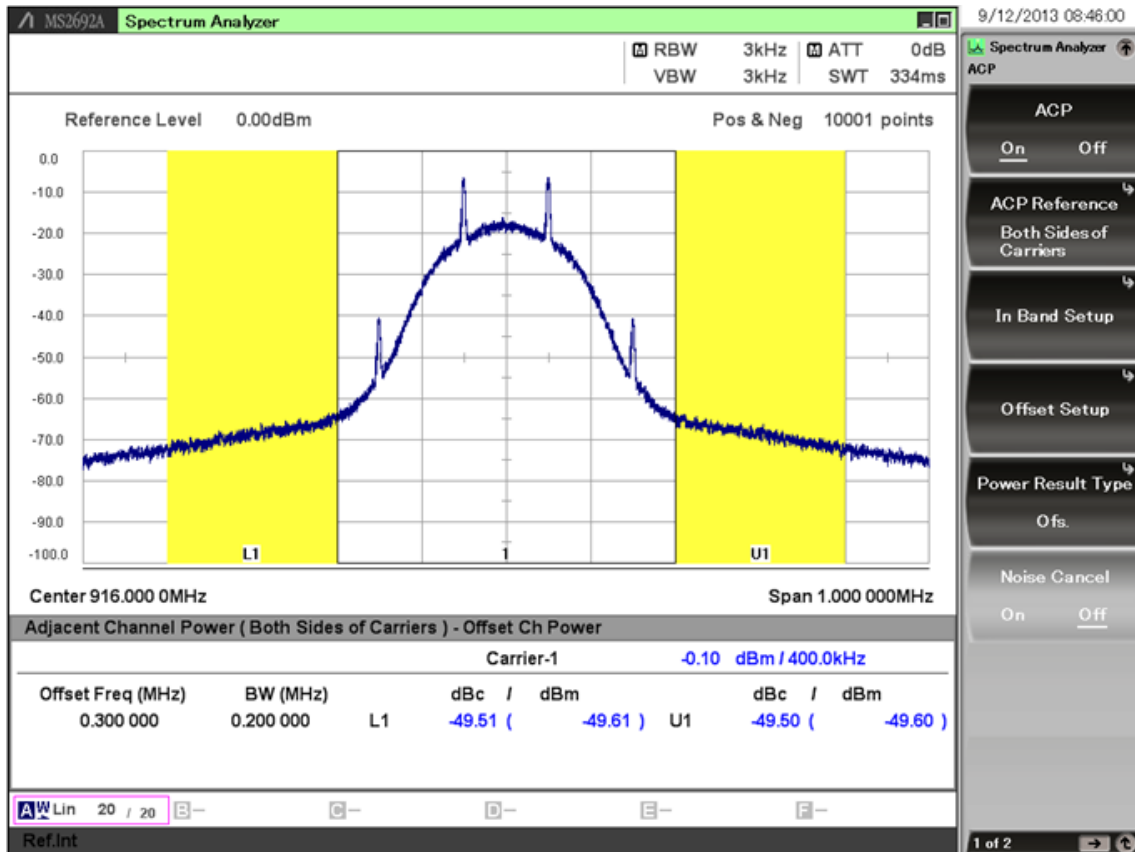 9/12/2013 08:46:00
MS2692A Spectrum Analyzer
M RBW 3kHz M ATT 0dB
VBW 3kHz SWT 334ms
Reference Level 0.00dBm Pos & Neg 10001 points
0.0
-10.0
-20.0
-30.0
-40.0
-50.0
-60.0
-70.0
-80.0
-90.0
-100.0
L1 1 U1
Center 916.000 0MHz Span 1.000 000MHz
Adjacent Channel Power ( Both Sides of Carriers ) - Offset Ch Power
Carrier-1 -0.10 dBm / 400.0kHz
Offset Freq (MHz) BW (MHz) dBc / dBm dBc / dBm
0.300 000 0.200 000 L1 -49.51 ( -49.61 ) U1 -49.50 ( -49.60 )
A W Lin 20 / 20 B- C- D- E- F-
Ref.Int
Spectrum Analyzer
ACP
ACP
On Off
ACP Reference
Both Sides of
Carriers
In Band Setup
Offset Setup
Power Result Type
Ofs.
Noise Cancel
On Off
1 of 2